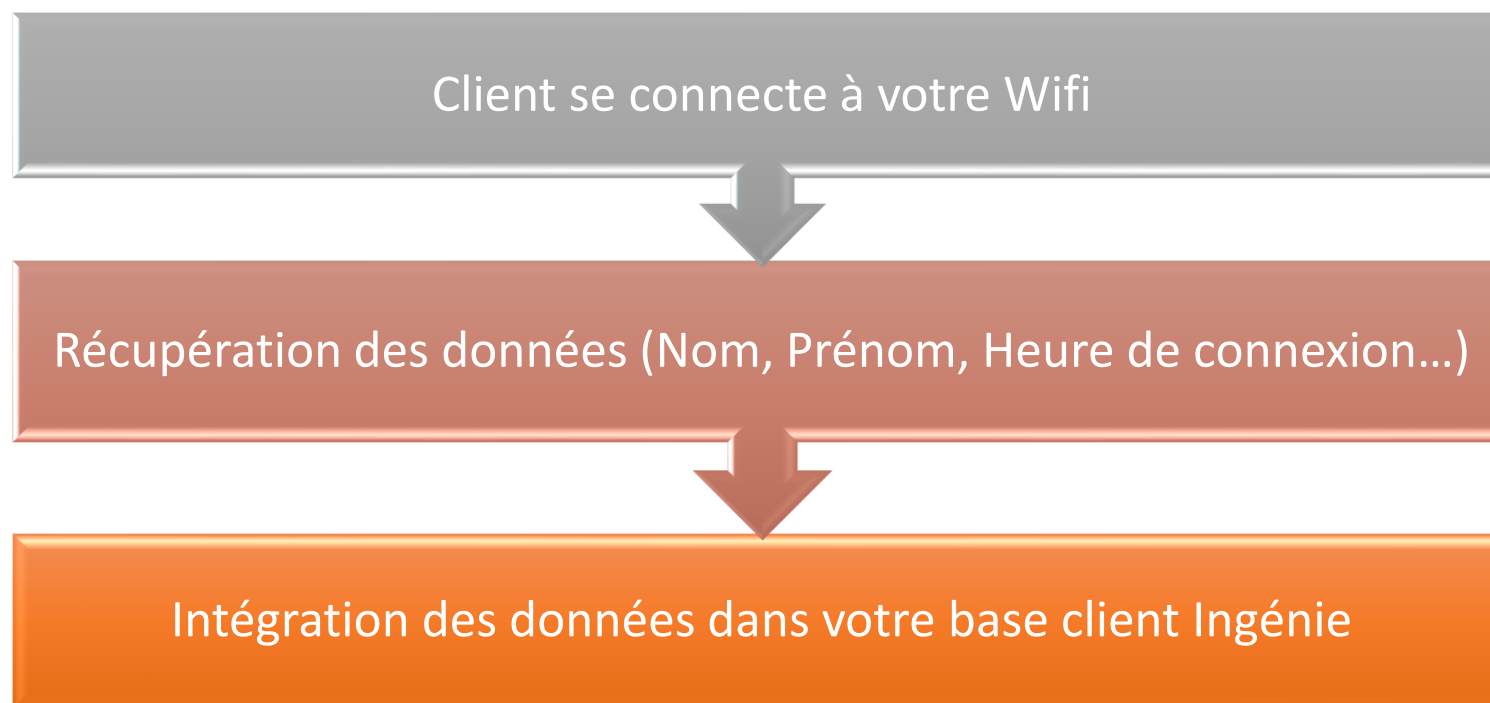 Client se connecte à votre Wifi
Récupération des données (Nom, Prénom, Heure de connexion…)
Intégration des données dans votre base client Ingénie